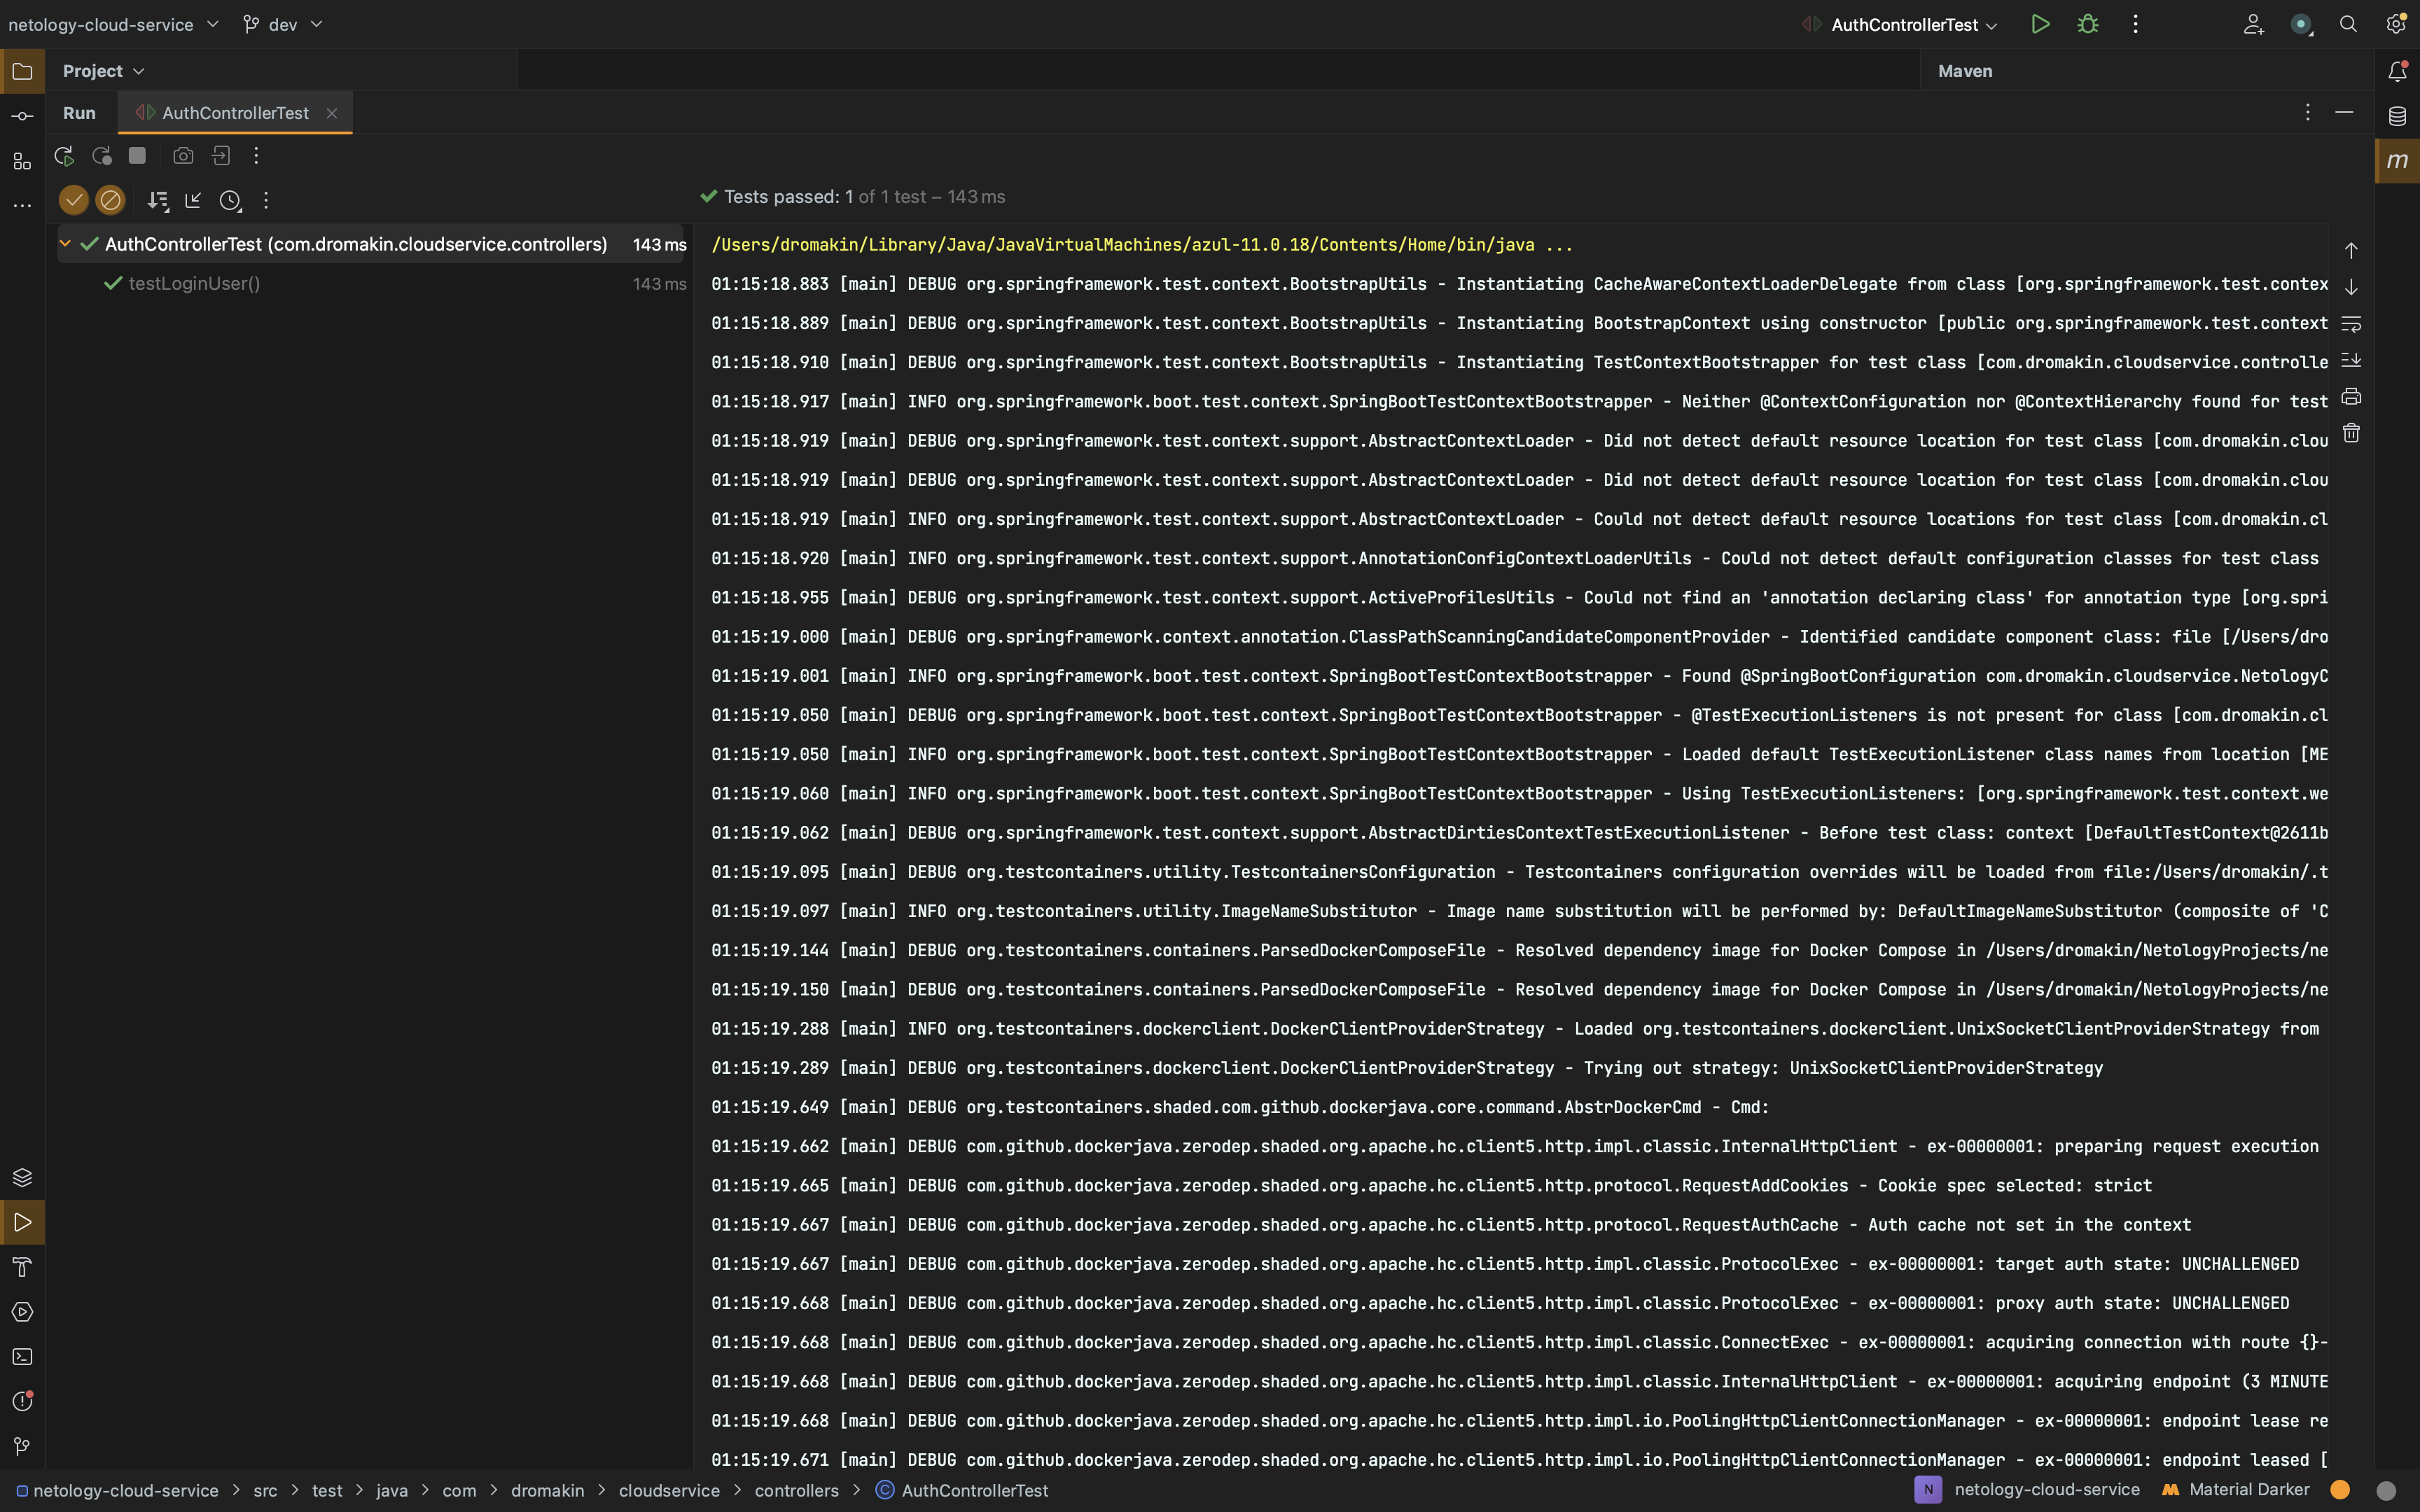 netology-cloud-service dev AuthControllerTest
Project Maven
Run AuthControllerTest
Tests passed: 1 of 1 test – 143 ms
AuthControllerTest (com.dromakin.cloudservice.controllers) 143 ms
testLoginUser() 143 ms
/Users/dromakin/Library/Java/JavaVirtualMachines/azul-11.0.18/Contents/Home/bin/java ...
01:15:18.883 [main] DEBUG org.springframework.test.context.BootstrapUtils - Instantiating CacheAwareContextLoaderDelegate from class [org.springframework.test.contex
01:15:18.889 [main] DEBUG org.springframework.test.context.BootstrapUtils - Instantiating BootstrapContext using constructor [public org.springframework.test.context
01:15:18.910 [main] DEBUG org.springframework.test.context.BootstrapUtils - Instantiating TestContextBootstrapper for test class [com.dromakin.cloudservice.controlle
01:15:18.917 [main] INFO org.springframework.boot.test.context.SpringBootTestContextBootstrapper - Neither @ContextConfiguration nor @ContextHierarchy found for test
01:15:18.919 [main] DEBUG org.springframework.test.context.support.AbstractContextLoader - Did not detect default resource location for test class [com.dromakin.clou
01:15:18.919 [main] DEBUG org.springframework.test.context.support.AbstractContextLoader - Did not detect default resource location for test class [com.dromakin.clou
01:15:18.919 [main] INFO org.springframework.test.context.support.AbstractContextLoader - Could not detect default resource locations for test class [com.dromakin.cl
01:15:18.920 [main] INFO org.springframework.test.context.support.AnnotationConfigContextLoaderUtils - Could not detect default configuration classes for test class
01:15:18.955 [main] DEBUG org.springframework.test.context.support.ActiveProfilesUtils - Could not find an 'annotation declaring class' for annotation type [org.spri
01:15:19.000 [main] DEBUG org.springframework.context.annotation.ClassPathScanningCandidateComponentProvider - Identified candidate component class: file [/Users/dro
01:15:19.001 [main] INFO org.springframework.boot.test.context.SpringBootTestContextBootstrapper - Found @SpringBootConfiguration com.dromakin.cloudservice.NetologyC
01:15:19.050 [main] DEBUG org.springframework.boot.test.context.SpringBootTestContextBootstrapper - @TestExecutionListeners is not present for class [com.dromakin.cl
01:15:19.050 [main] INFO org.springframework.boot.test.context.SpringBootTestContextBootstrapper - Loaded default TestExecutionListener class names from location [ME
01:15:19.060 [main] INFO org.springframework.boot.test.context.SpringBootTestContextBootstrapper - Using TestExecutionListeners: [org.springframework.test.context.we
01:15:19.062 [main] DEBUG org.springframework.test.context.support.AbstractDirtiesContextTestExecutionListener - Before test class: context [DefaultTestContext@2611b
01:15:19.095 [main] DEBUG org.testcontainers.utility.TestcontainersConfiguration - Testcontainers configuration overrides will be loaded from file:/Users/dromakin/.t
01:15:19.097 [main] INFO org.testcontainers.utility.ImageNameSubstitutor - Image name substitution will be performed by: DefaultImageNameSubstitutor (composite of 'C
01:15:19.144 [main] DEBUG org.testcontainers.containers.ParsedDockerComposeFile - Resolved dependency image for Docker Compose in /Users/dromakin/NetologyProjects/ne
01:15:19.150 [main] DEBUG org.testcontainers.containers.ParsedDockerComposeFile - Resolved dependency image for Docker Compose in /Users/dromakin/NetologyProjects/ne
01:15:19.288 [main] INFO org.testcontainers.dockerclient.DockerClientProviderStrategy - Loaded org.testcontainers.dockerclient.UnixSocketClientProviderStrategy from
01:15:19.289 [main] DEBUG org.testcontainers.dockerclient.DockerClientProviderStrategy - Trying out strategy: UnixSocketClientProviderStrategy
01:15:19.649 [main] DEBUG org.testcontainers.shaded.com.github.dockerjava.core.command.AbstrDockerCmd - Cmd:
01:15:19.662 [main] DEBUG com.github.dockerjava.zerodep.shaded.org.apache.hc.client5.http.impl.classic.InternalHttpClient - ex-00000001: preparing request execution
01:15:19.665 [main] DEBUG com.github.dockerjava.zerodep.shaded.org.apache.hc.client5.http.protocol.RequestAddCookies - Cookie spec selected: strict
01:15:19.667 [main] DEBUG com.github.dockerjava.zerodep.shaded.org.apache.hc.client5.http.protocol.RequestAuthCache - Auth cache not set in the context
01:15:19.667 [main] DEBUG com.github.dockerjava.zerodep.shaded.org.apache.hc.client5.http.impl.classic.ProtocolExec - ex-00000001: target auth state: UNCHALLENGED
01:15:19.668 [main] DEBUG com.github.dockerjava.zerodep.shaded.org.apache.hc.client5.http.impl.classic.ProtocolExec - ex-00000001: proxy auth state: UNCHALLENGED
01:15:19.668 [main] DEBUG com.github.dockerjava.zerodep.shaded.org.apache.hc.client5.http.impl.classic.ConnectExec - ex-00000001: acquiring connection with route {}-
01:15:19.668 [main] DEBUG com.github.dockerjava.zerodep.shaded.org.apache.hc.client5.http.impl.classic.InternalHttpClient - ex-00000001: acquiring endpoint (3 MINUTE
01:15:19.668 [main] DEBUG com.github.dockerjava.zerodep.shaded.org.apache.hc.client5.http.impl.io.PoolingHttpClientConnectionManager - ex-00000001: endpoint lease re
01:15:19.671 [main] DEBUG com.github.dockerjava.zerodep.shaded.org.apache.hc.client5.http.impl.io.PoolingHttpClientConnectionManager - ex-00000001: endpoint leased [
netology-cloud-service > src > test > java > com > dromakin > cloudservice > controllers > AuthControllerTest N netology-cloud-service Material Darker